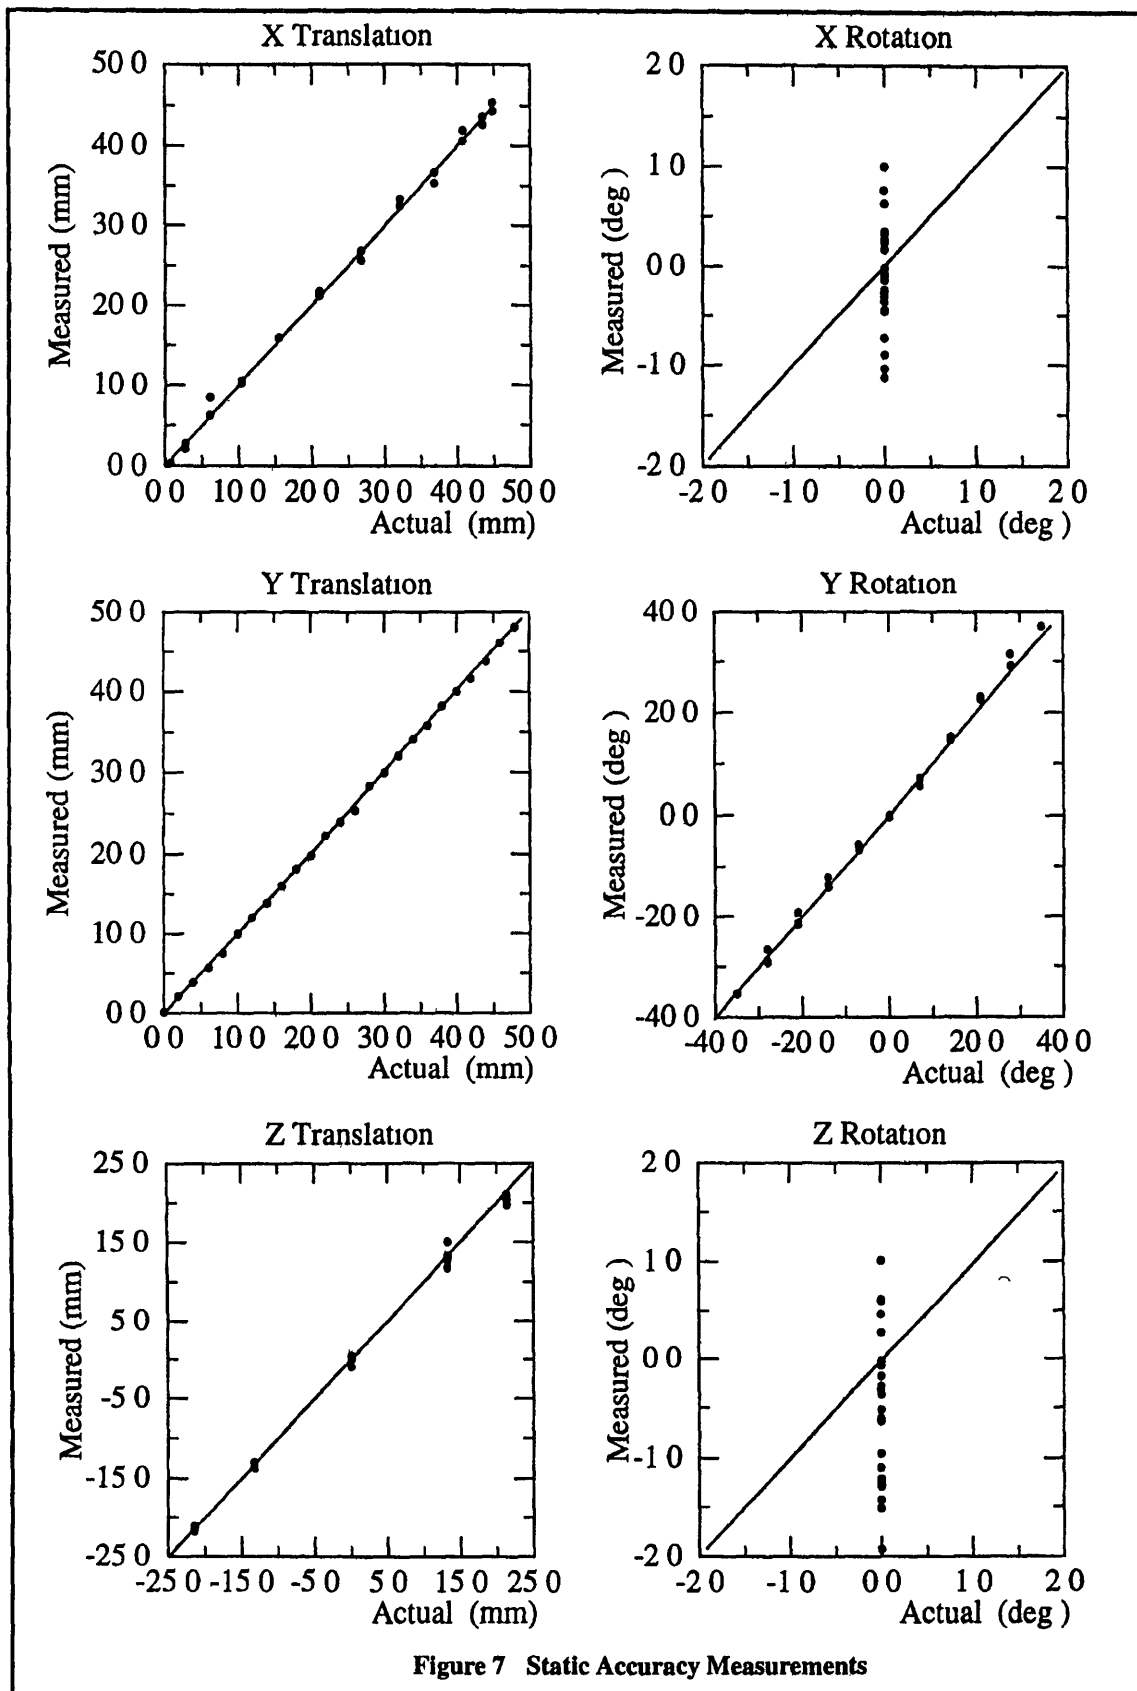 X Translation
50 0
40 0
30 0
20 0
10 0
0 0
Measured (mm)
0 0 10 0 20 0 30 0 40 0 50 0
Actual (mm)
X Rotation
2 0
1 0
0 0
-1 0
-2 0
Measured (deg )
-2 0 -1 0 0 0 1 0 2 0
Actual (deg )
Y Translation
50 0
40 0
30 0
20 0
10 0
0 0
Measured (mm)
0 0 10 0 20 0 30 0 40 0 50 0
Actual (mm)
Y Rotation
40 0
20 0
0 0
-20 0
-40 0
Measured (deg )
-40 0 -20 0 0 0 20 0 40 0
Actual (deg )
Z Translation
25 0
15 0
5 0
-5 0
-15 0
-25 0
Measured (mm)
-25 0 -15 0 -5 0 5 0 15 0 25 0
Actual (mm)
Z Rotation
2 0
1 0
0 0
-1 0
-2 0
Measured (deg )
-2 0 -1 0 0 0 1 0 2 0
Actual (deg )
Figure 7 Static Accuracy Measurements